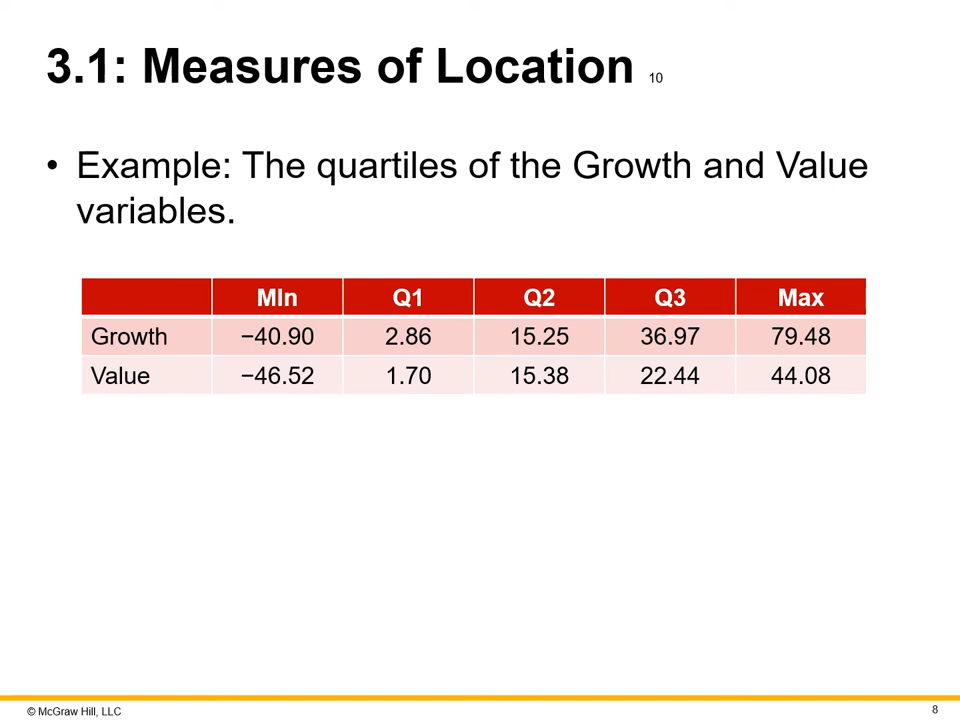 3.1: Measures of Location 10
• Example: The quartiles of the Growth and Value
variables.
MIn Q1 Q2 Q3 Max
Growth −40.90 2.86 15.25 36.97 79.48
Value −46.52 1.70 15.38 22.44 44.08
© McGraw Hill, LLC 8